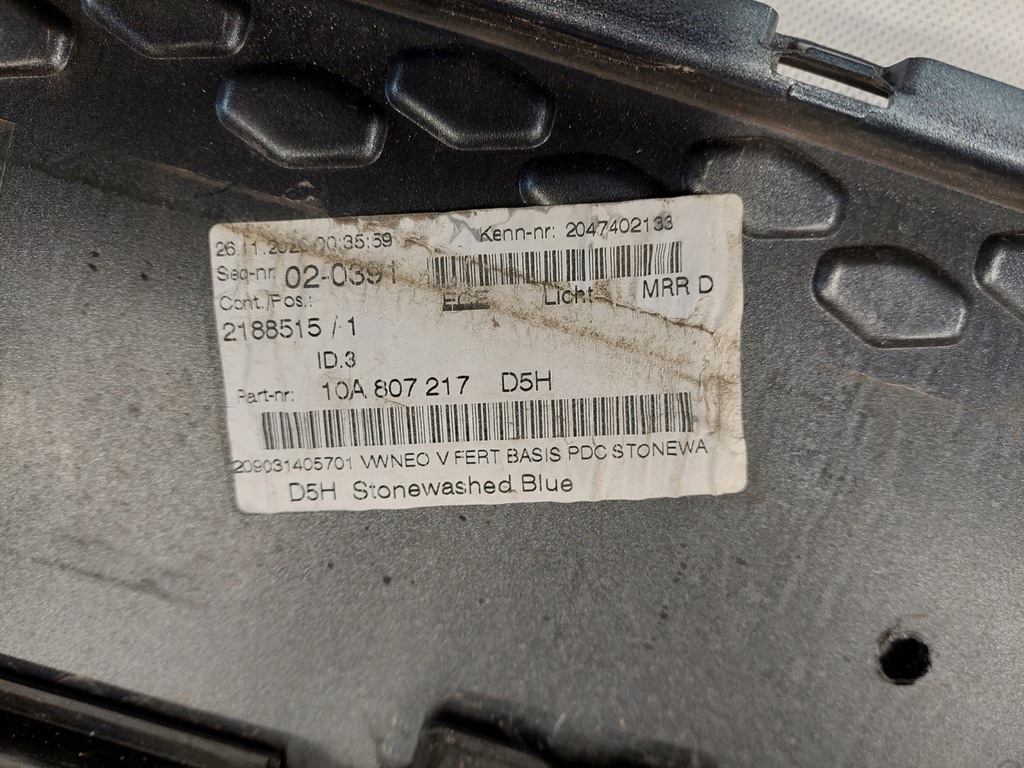 26.11.2020 00:35:59 Kenn-nr: 2047402133
Seq-nr 02-0391
ECE Licht MRR D
Cont./Pos.:
2188515 / 1
ID.3
Part-nr: 10A 807 217 D5H
209031405701 VWNEO V FERT BASIS PDC STONEWA
D5H Stonewashed Blue